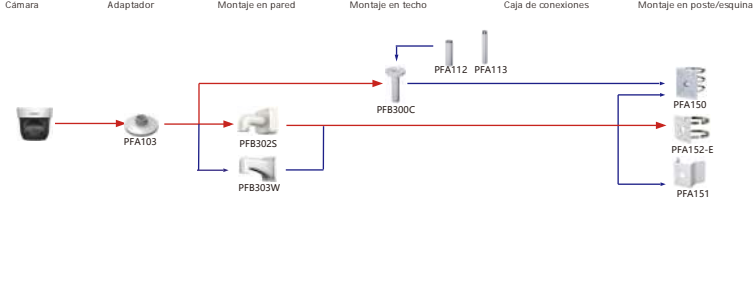 Cámara Adaptador Montaje en pared Montaje en techo Caja de conexiones Montaje en poste/esquina
PFA112 PFA113
PFB300C
PFA150
PFA103
PFB302S
PFA152-E
PFB303W
PFA151